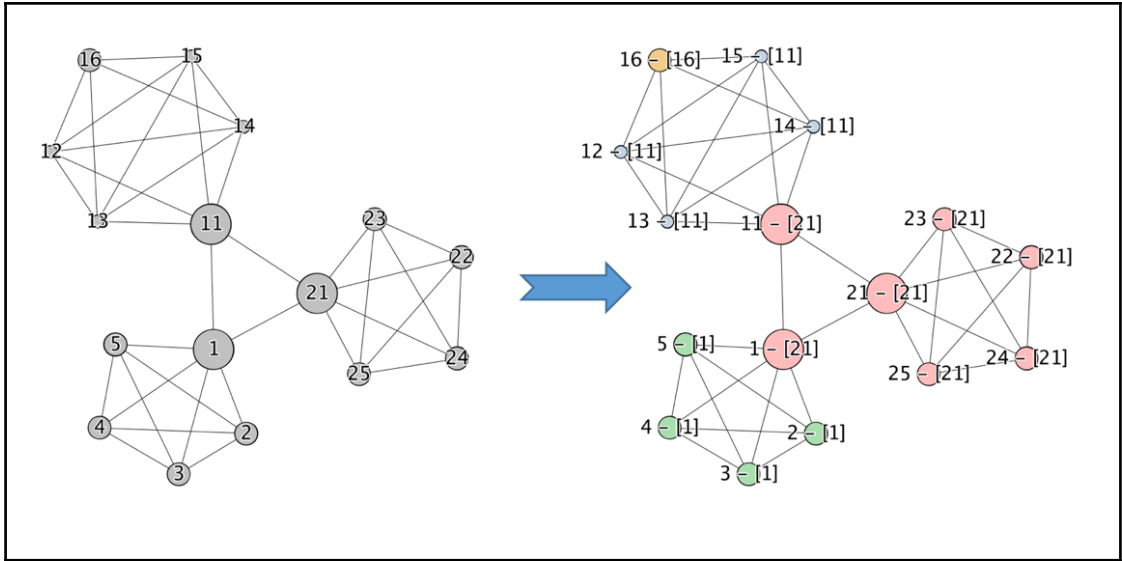 16
15
14
12
13
11
23
22
21
24
25
5
1
4
2
3
16 - [16]
15 - [11]
14 - [11]
12 - [11]
13 - [11]
11 - [21]
23 - [21]
22 - [21]
21 - [21]
24 - [21]
25 - [21]
5 - [1]
1 - [21]
4 - [1]
2 - [1]
3 - [1]